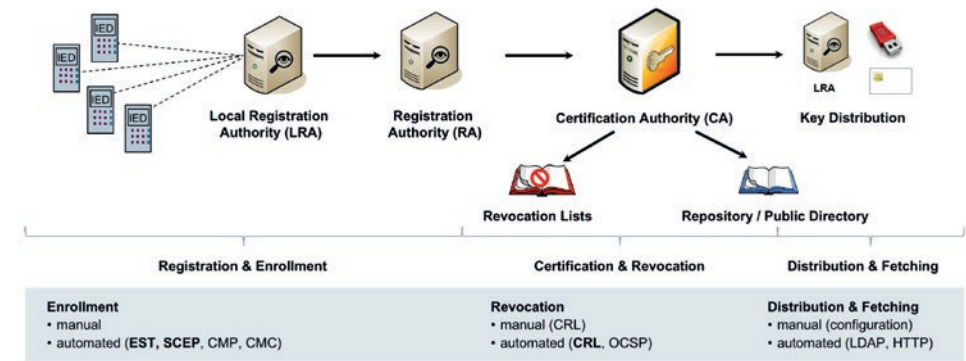 IED
IED
IED
IED
Local Registration
Authority (LRA)
Registration
Authority (RA)
Certification Authority (CA)
LRA
Key Distribution
Revocation Lists
Repository / Public Directory
Registration & Enrollment
Certification & Revocation
Distribution & Fetching
Enrollment
• manual
• automated (EST, SCEP, CMP, CMC)
Revocation
• manual (CRL)
• automated (CRL, OCSP)
Distribution & Fetching
• manual (configuration)
• automated (LDAP, HTTP)